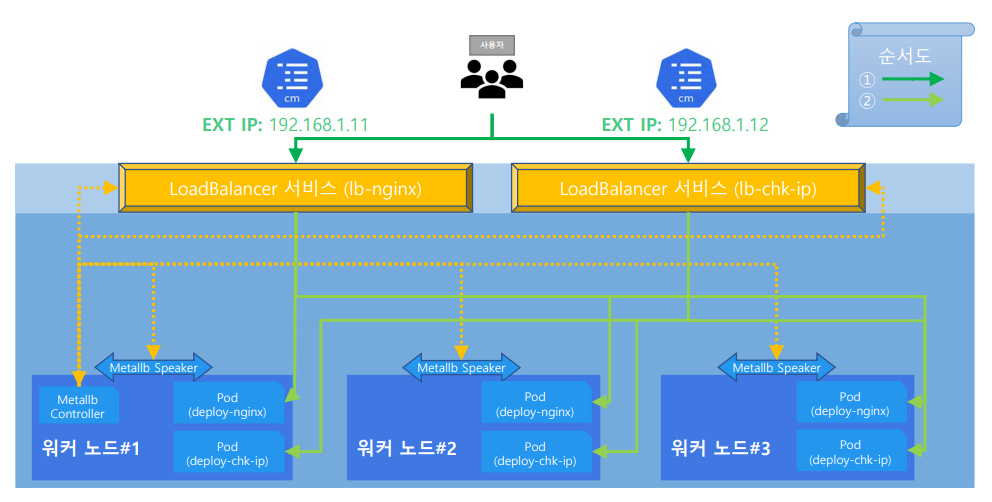 사용자
순서도
①
②
cm
cm
EXT IP: 192.168.1.11
EXT IP: 192.168.1.12
LoadBalancer 서비스 (lb-nginx)
LoadBalancer 서비스 (lb-chk-ip)
Metallb Speaker
Metallb Speaker
Metallb Speaker
Metallb
Controller
Pod
(deploy-nginx)
워커 노드#1
Pod
(deploy-chk-ip)
Pod
(deploy-nginx)
워커 노드#2
Pod
(deploy-chk-ip)
Pod
(deploy-nginx)
워커 노드#3
Pod
(deploy-chk-ip)